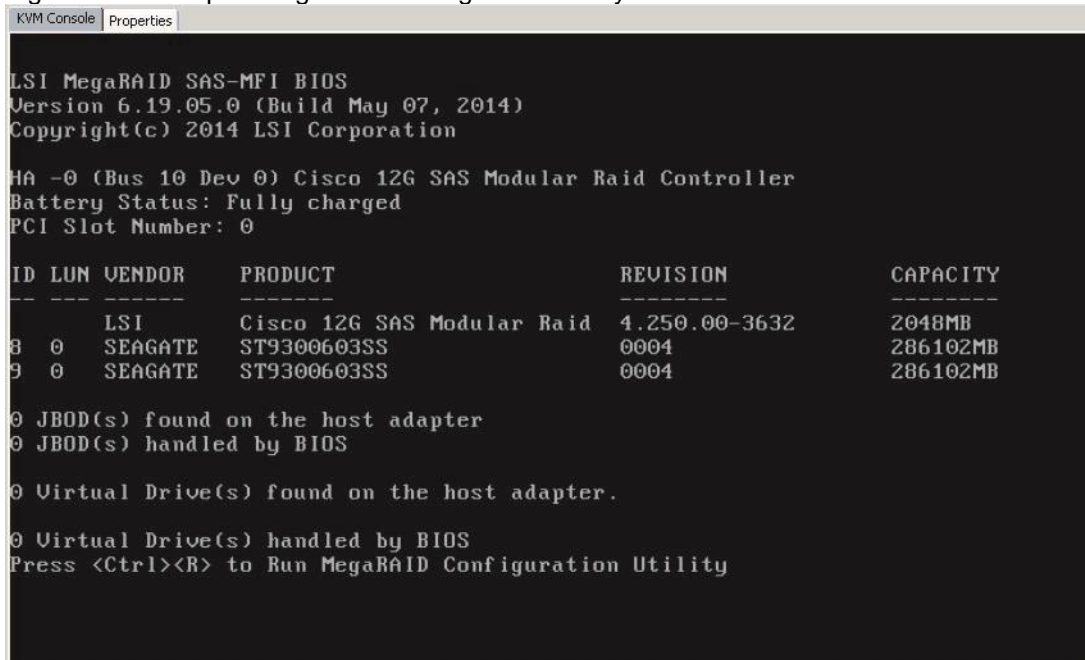 KVM Console Properties
LSI MegaRAID SAS-MFI BIOS
Version 6.19.05.0 (Build May 07, 2014)
Copyright(c) 2014 LSI Corporation
HA -0 (Bus 10 Dev 0) Cisco 12G SAS Modular Raid Controller
Battery Status: Fully charged
PCI Slot Number: 0
ID LUN VENDOR PRODUCT REVISION CAPACITY
-- --- ------ ------- -------- --------
LSI Cisco 12G SAS Modular Raid 4.250.00-3632 2048MB
8 0 SEAGATE ST9300603SS 0004 286102MB
9 0 SEAGATE ST9300603SS 0004 286102MB
0 JBOD(s) found on the host adapter
0 JBOD(s) handled by BIOS
0 Virtual Drive(s) found on the host adapter.
0 Virtual Drive(s) handled by BIOS
Press <Ctrl><R> to Run MegaRAID Configuration Utility